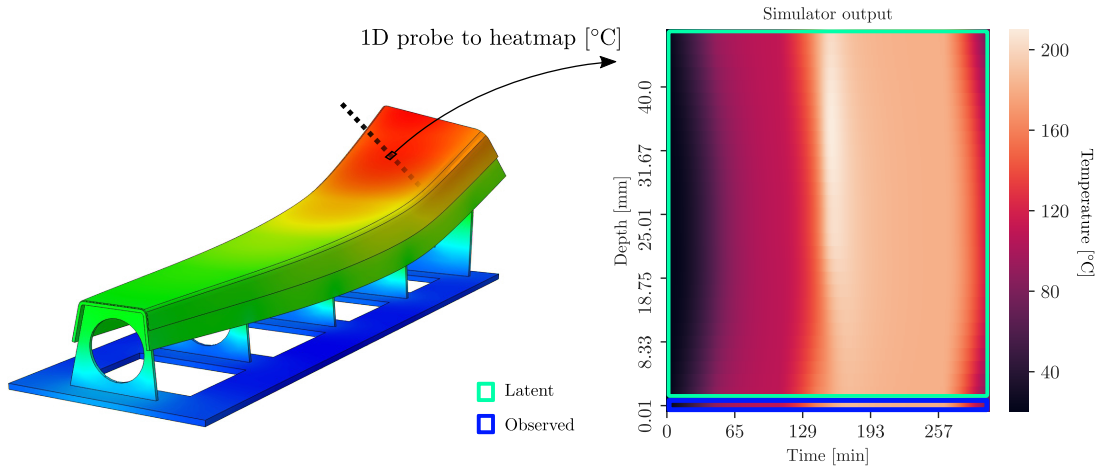 Simulator output
1D probe to heatmap [°C]
40.0
31.67
25.01
18.75
8.33
0.01
Depth [mm]
0
65
129
193
257
Time [min]
200
160
120
80
40
Temperature [°C]
Latent
Observed